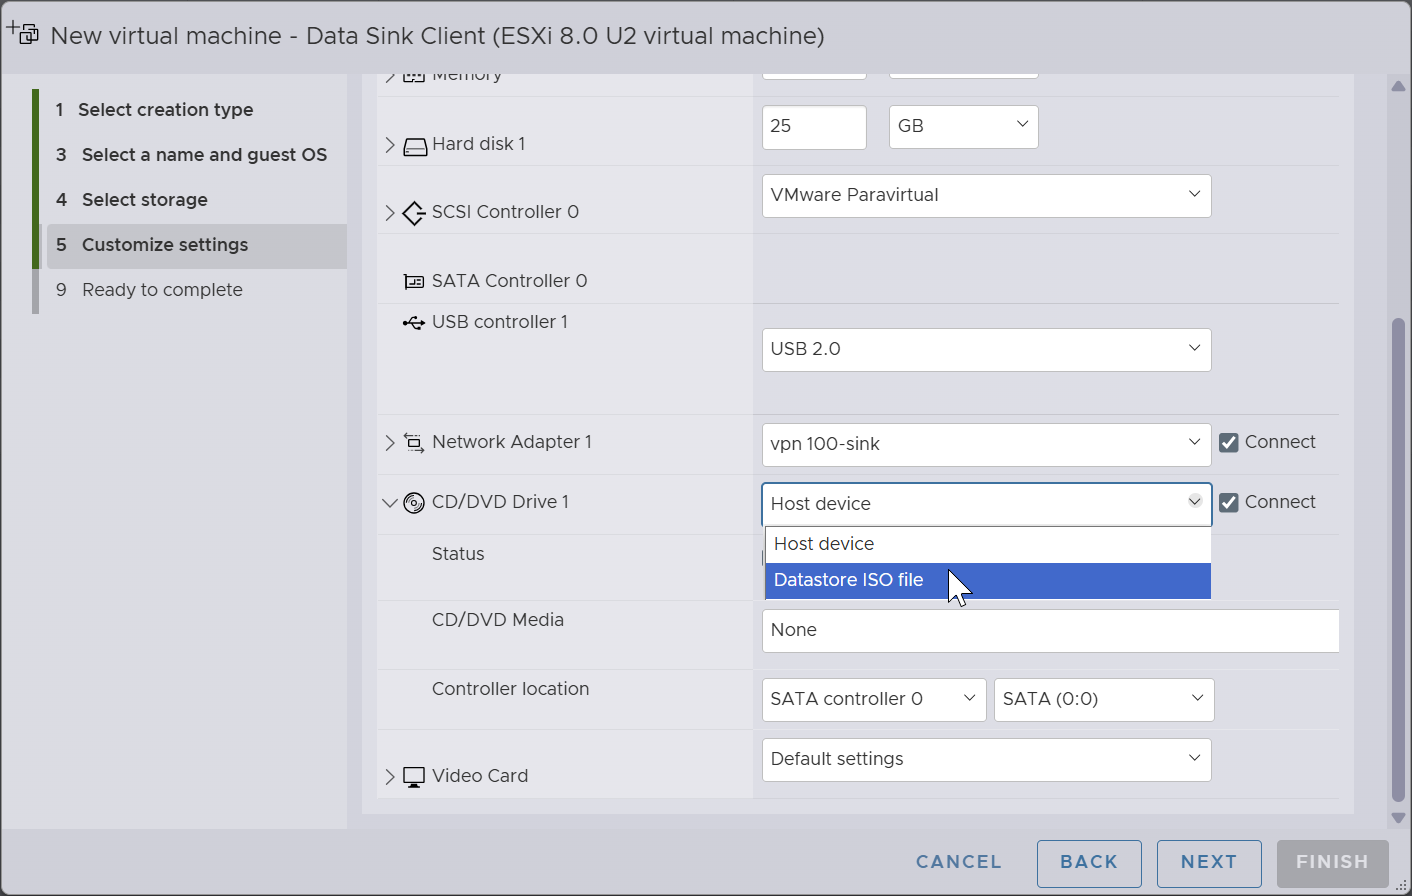 New virtual machine - Data Sink Client (ESXi 8.0 U2 virtual machine)
1 Select creation type
3 Select a name and guest OS
4 Select storage
5 Customize settings
9 Ready to complete
Memory
Hard disk 1
25 GB
SCSI Controller 0
VMware Paravirtual
SATA Controller 0
USB controller 1
USB 2.0
Network Adapter 1
vpn 100-sink
Connect
CD/DVD Drive 1
Host device
Connect
Host device
Datastore ISO file
Status
CD/DVD Media
None
Controller location
SATA controller 0
SATA (0:0)
Video Card
Default settings
CANCEL
BACK
NEXT
FINISH